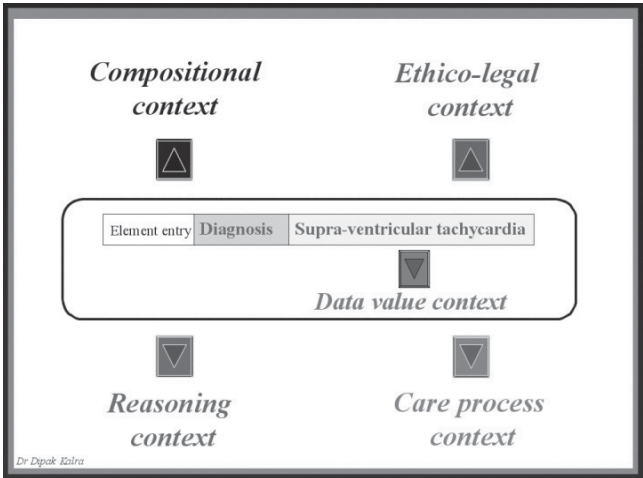 Compositional
context
Ethico-legal
context
Element entry Diagnosis Supra-ventricular tachycardia
Data value context
Reasoning
context
Care process
context
Dr Dipak Kalra